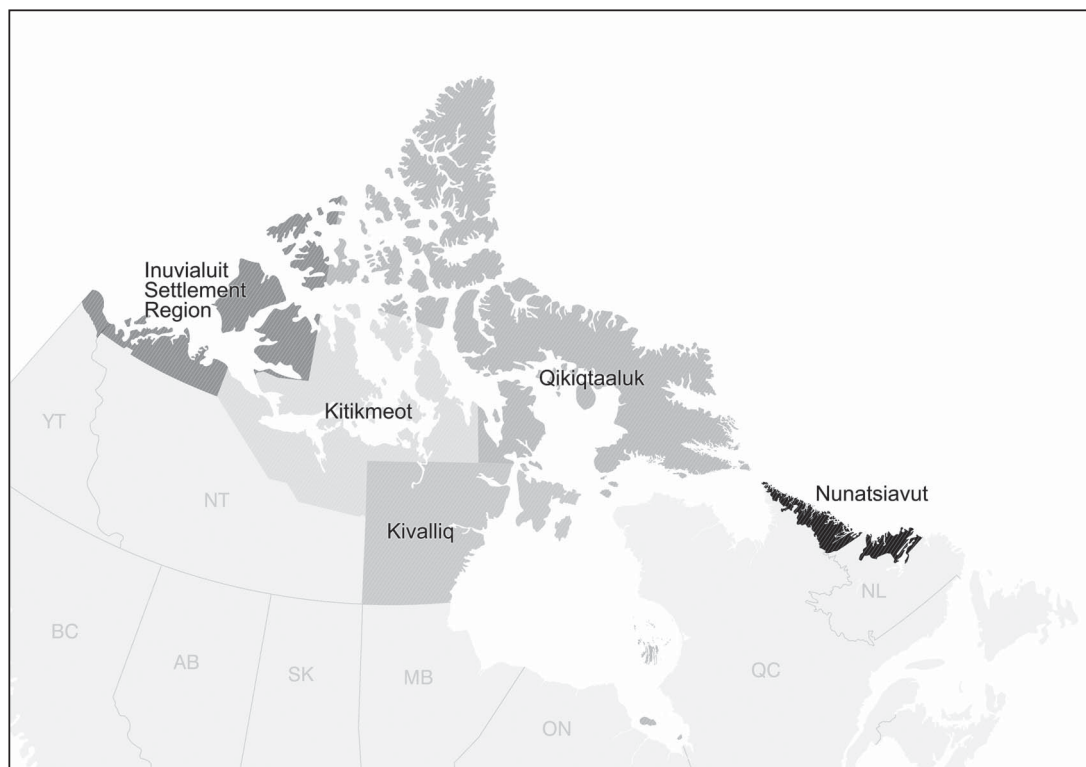 Inuvialuit
Settlement
Region
Qikiqtaaluk
Kitikmeot
YT
NT
Nunatsiavut
Kivalliq
NL
BC
AB
SK
MB
QC
ON